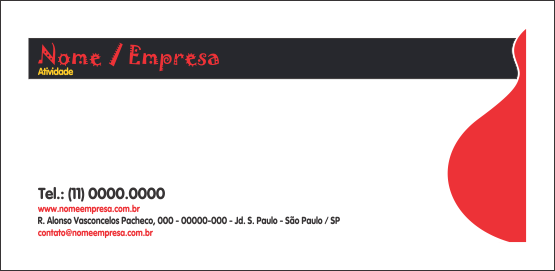 Nome / Empresa
Atividade
Tel.: (11) 0000.0000
www.nomeempresa.com.br
R. Alonso Vasconcelos Pacheco, 000 - 00000-000 - Jd. S. Paulo - São Paulo / SP
contato@nomeempresa.com.br